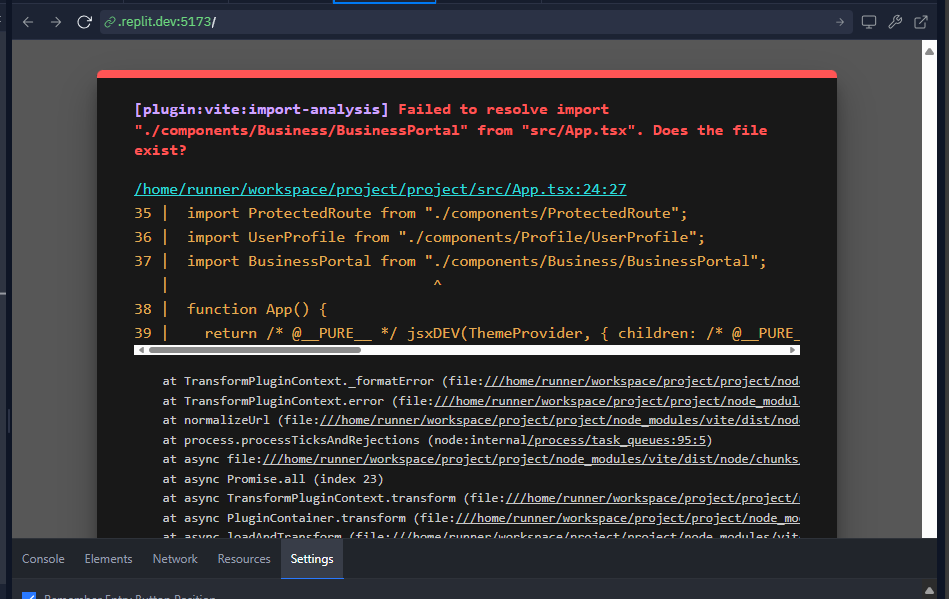 .replit.dev:5173/
[plugin:vite:import-analysis] Failed to resolve import
"./components/Business/BusinessPortal" from "src/App.tsx". Does the file
exist?
/home/runner/workspace/project/project/src/App.tsx:24:27
35 | import ProtectedRoute from "./components/ProtectedRoute";
36 | import UserProfile from "./components/Profile/UserProfile";
37 | import BusinessPortal from "./components/Business/BusinessPortal";
| ^
38 | function App() {
39 | return /* @__PURE__ */ jsxDEV(ThemeProvider, { children: /* @__PURE_
at TransformPluginContext._formatError (file:///home/runner/workspace/project/project/node
at TransformPluginContext.error (file:///home/runner/workspace/project/project/node_modul
at normalizeUrl (file:///home/runner/workspace/project/project/node_modules/vite/dist/nod
at process.processTicksAndRejections (node:internal/process/task_queues:95:5)
at async file:///home/runner/workspace/project/project/node_modules/vite/dist/node/chunks
at async Promise.all (index 23)
at async TransformPluginContext.transform (file:///home/runner/workspace/project/project/
at async PluginContainer.transform (file:///home/runner/workspace/project/project/node_mo
at async loadAndTransform (file:///home/runner/workspace/project/project/node_modules/vit
Console Elements Network Resources Settings
Remember Entry Button Position